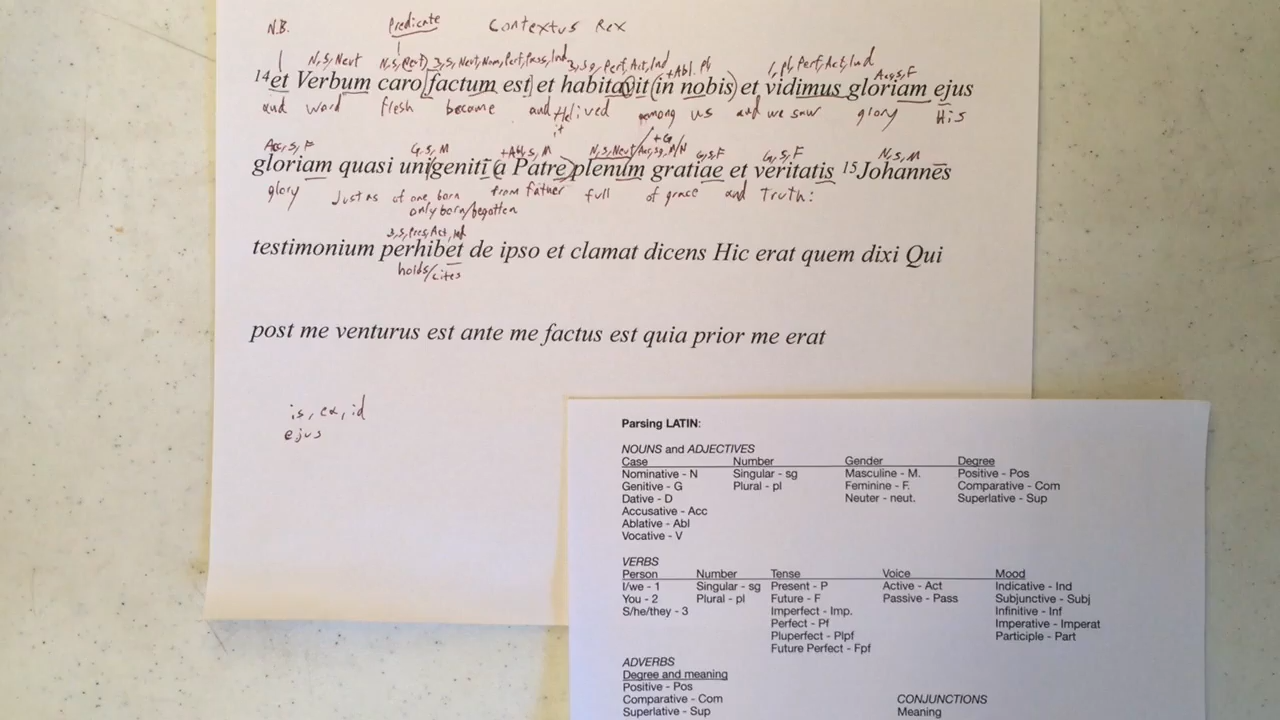 N.B. Predicate Contextus Rex
N, S, Neut 3, S, Neut, Nom, Perf, Pass, Ind 3, Sg, Perf, Act, Ind +Abl. Pl 1, Pl, Perf, Act, Ind Acc, S, F
14et Verbum caro [factum est] et habitavit (in nobis) et vidimus gloriam ejus
and word flesh become and He lived among us and we saw glory His
it
Acc, S, F G, S, M +Abl, S, M N, S, Neut/Acc, Sg, M/N +G G, S, F G, S, F N, S, M
gloriam quasi unigeniti (a Patre) plenum gratiae et veritatis 15Johannes
glory Just as of one born from father full of grace and Truth:
only born/begotten
3, S, Pres, Act, Ind
testimonium perhibet de ipso et clamat dicens Hic erat quem dixi Qui
holds/cites
post me venturus est ante me factus est quia prior me erat
is, ea, id
ejus
Parsing LATIN:
NOUNS and ADJECTIVES
Case Number Gender Degree
Nominative - N Singular - sg Masculine - M. Positive - Pos
Genitive - G Plural - pl Feminine - F. Comparative - Com
Dative - D Neuter - neut. Superlative - Sup
Accusative - Acc
Ablative - Abl
Vocative - V
VERBS
Person Number Tense Voice Mood
I/we - 1 Singular - sg Present - P Active - Act Indicative - Ind
You - 2 Plural - pl Future - F Passive - Pass Subjunctive - Subj
S/he/they - 3 Imperfect - Imp. Infinitive - Inf
Perfect - Pf Imperative - Imperat
Pluperfect - Plpf Participle - Part
Future Perfect - Fpf
ADVERBS
Degree and meaning
Positive - Pos
Comparative - Com CONJUNCTIONS
Superlative - Sup Meaning